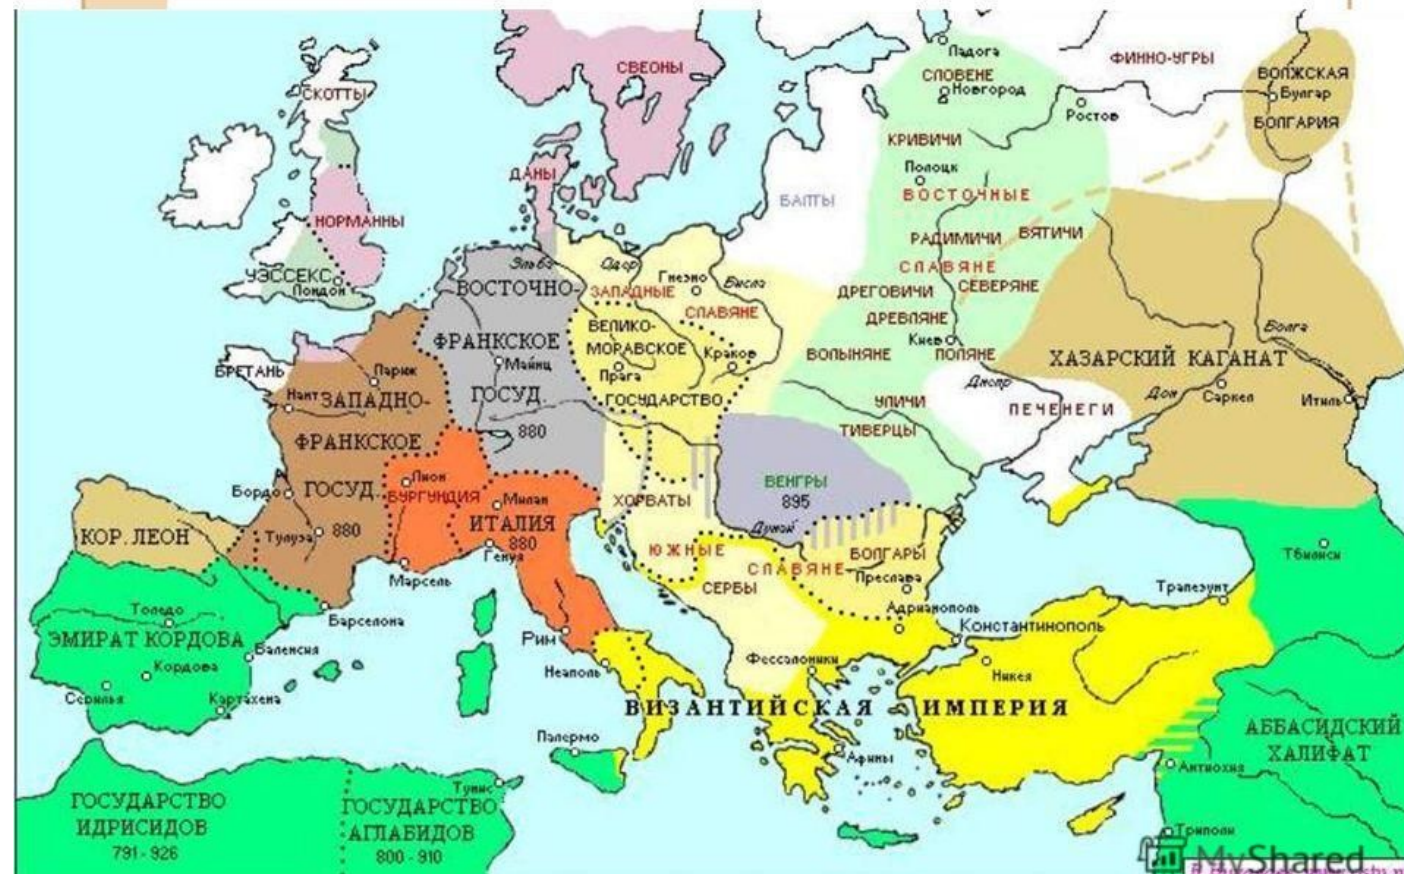 СВЕОНЫ
Ладога
СЛОВЕНЕ
Новгород
ФИННО-УГРЫ
ВОЛЖСКАЯ
Булгар
БОЛГАРИЯ
СКОТТЫ
Ростов
КРИВИЧИ
Полоцк
ДАНЫ
БАЛТЫ
ВОСТОЧНЫЕ
НОРМАННЫ
РАДИМИЧИ
ВЯТИЧИ
СЛАВЯНЕ
СЕВЕРЯНЕ
УЭССЕКС
Лондон
Эльба
Одер
Гнезно
Висла
ВОСТОЧНО-
ЗАПАДНЫЕ
СЛАВЯНЕ
ДРЕГОВИЧИ
ДРЕВЛЯНЕ
ВЕЛИКО-
МОРАВСКОЕ
Краков
Прага
ГОСУДАРСТВО
ФРАНКСКОЕ
Майнц
ГОСУД.
880
Киев
ПОЛЯНЕ
ВОЛЫНЯНЕ
Волга
ХАЗАРСКИЙ КАГАНАТ
Днепр
Дон
Саркел
Итиль
БРЕТАНЬ
Париж
Нант
ЗАПАДНО-
ФРАНКСКОЕ
ГОСУД.
880
УЛИЧИ
ПЕЧЕНЕГИ
ТИВЕРЦЫ
Лион
БУРГУНДИЯ
Милан
ИТАЛИЯ
880
Генуя
ХОРВАТЫ
ВЕНГРЫ
895
Дунай
Бордо
Тулуза
КОР. ЛЕОН
Марсель
ЮЖНЫЕ
СЛАВЯНЕ
БОЛГАРЫ
Преслава
СЕРБЫ
Тбилиси
Трапезунт
Адрианополь
Константинополь
Толедо
ЭМИРАТ КОРДОВА
Барселона
Валенсия
Кордова
Севилья
Картахена
Рим
Неаполь
Фессалоники
Никея
ВИЗАНТИЙСКАЯ ИМПЕРИЯ
АББАСИДСКИЙ
ХАЛИФАТ
Палермо
Афины
Антиохия
Тунис
ГОСУДАРСТВО
ИДРИСИДОВ
791 - 926
ГОСУДАРСТВО
АГЛАБИДОВ
800 - 910
Триполи
MyShared